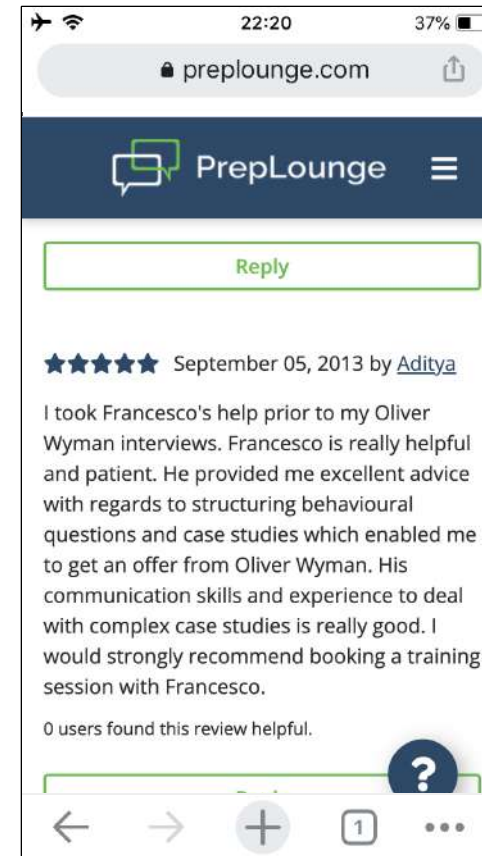 22:20
37%
preplounge.com
PrepLounge
Reply
September 05, 2013 by Aditya
I took Francesco's help prior to my Oliver
Wyman interviews. Francesco is really helpful
and patient. He provided me excellent advice
with regards to structuring behavioural
questions and case studies which enabled me
to get an offer from Oliver Wyman. His
communication skills and experience to deal
with complex case studies is really good. I
would strongly recommend booking a training
session with Francesco.
0 users found this review helpful.
?
1